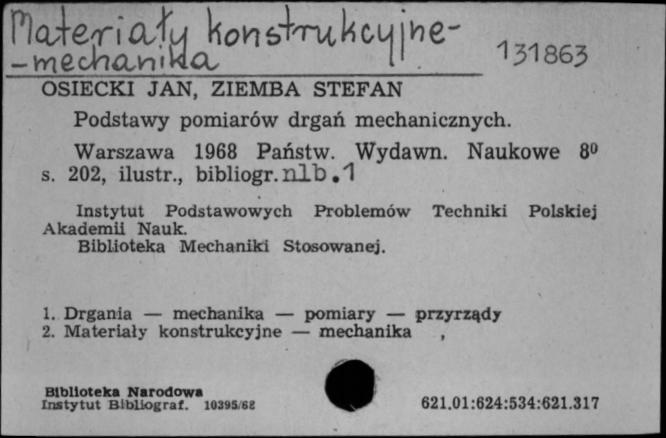 Materiały konstrukcyjne-
-mechanika
131863
OSIECKI JAN, ZIEMBA STEFAN
Podstawy pomiarów drgań mechanicznych.
Warszawa 1968 Państw. Wydawn. Naukowe 8⁰
s. 202, ilustr., bibliogr. nlb. 1
Instytut Podstawowych Problemów Techniki Polskiej
Akademii Nauk.
Biblioteka Mechaniki Stosowanej.
1. Drgania — mechanika — pomiary — przyrządy
2. Materiały konstrukcyjne — mechanika
Biblioteka Narodowa
Instytut Bibliograf. 10395/68
621.01:624:534:621.317